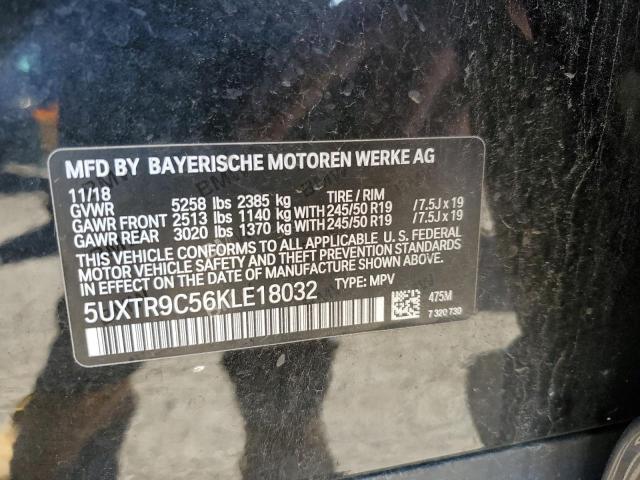 MFD BY BAYERISCHE MOTOREN WERKE AG
11/18
GVWR 5258 lbs 2385 kg TIRE / RIM
GAWR FRONT 2513 lbs 1140 kg WITH 245/50 R19 / 7.5J x 19
GAWR REAR 3020 lbs 1370 kg WITH 245/50 R19 / 7.5J x 19
THIS VEHICLE CONFORMS TO ALL APPLICABLE U. S. FEDERAL
MOTOR VEHICLE SAFETY AND THEFT PREVENTION STANDARDS
IN EFFECT ON THE DATE OF MANUFACTURE SHOWN ABOVE.
5UXTR9C56KLE18032 TYPE: MPV
475M
7 320 730